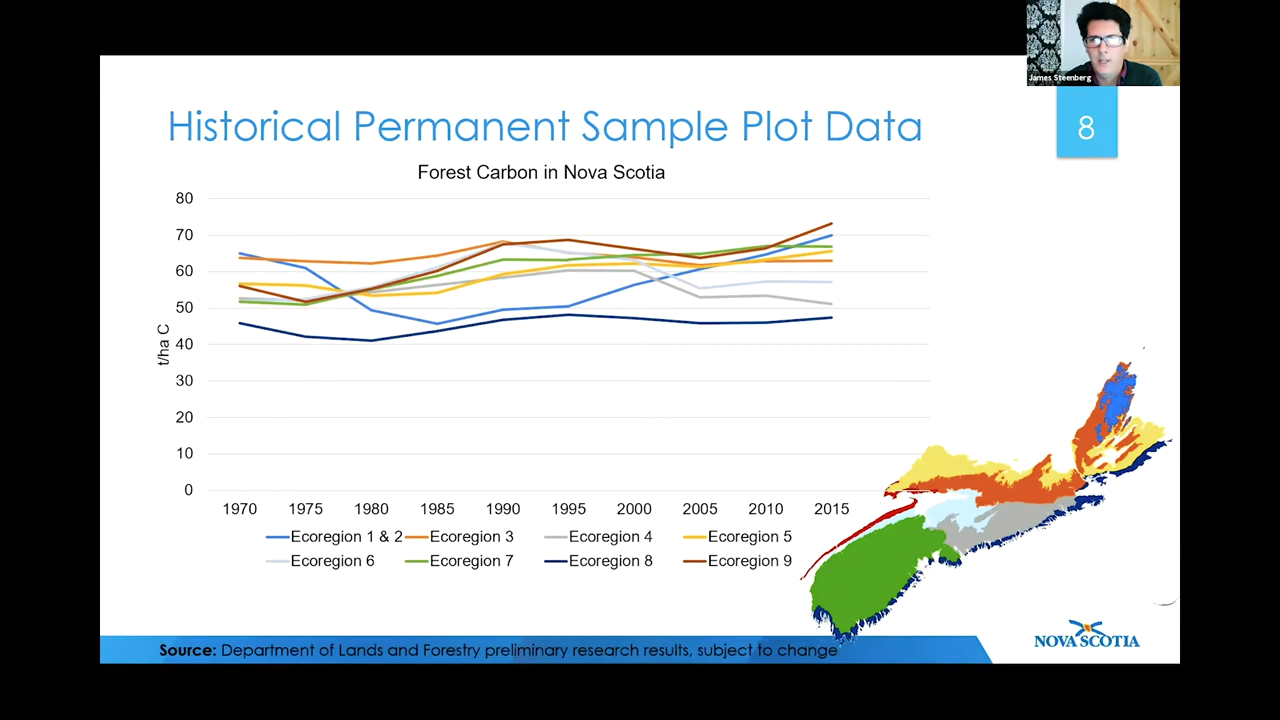 James Steenberg
Historical Permanent Sample Plot Data
8
Forest Carbon in Nova Scotia
80
70
60
50
40
30
20
10
0
t/ha C
1970 1975 1980 1985 1990 1995 2000 2005 2010 2015
Ecoregion 1 & 2 Ecoregion 3 Ecoregion 4 Ecoregion 5
Ecoregion 6 Ecoregion 7 Ecoregion 8 Ecoregion 9
NOVA SCOTIA
Source: Department of Lands and Forestry preliminary research results, subject to change